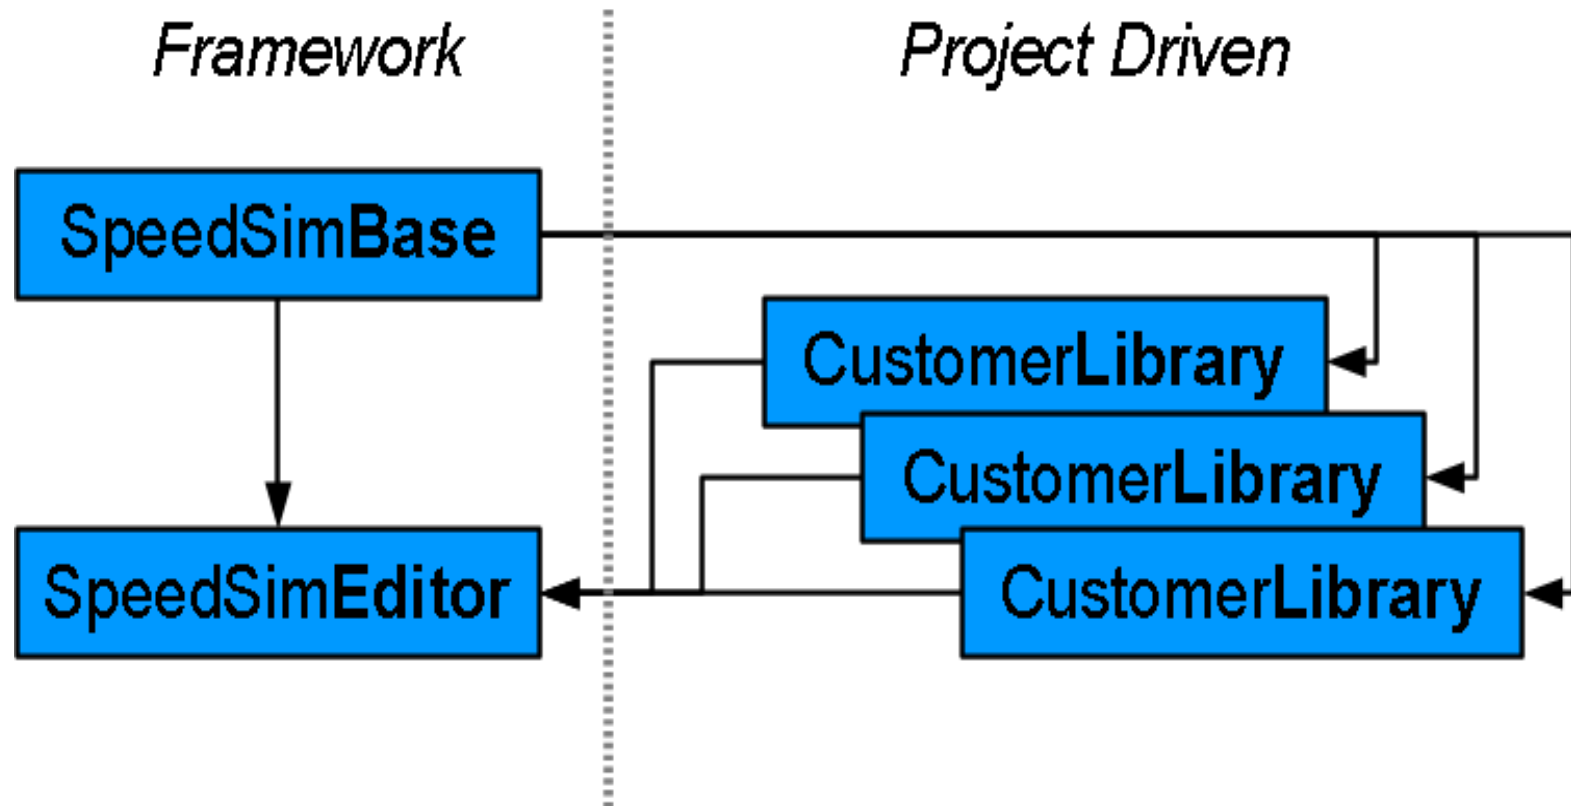 Framework
Project Driven
SpeedSimBase
CustomerLibrary
CustomerLibrary
SpeedSimEditor
CustomerLibrary